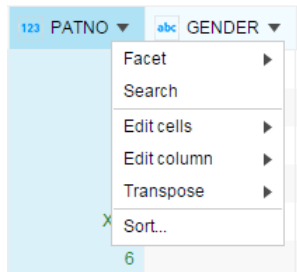 123 PATNO abc GENDER
Facet
Search
Edit cells
Edit column
Transpose
X
Sort...
6